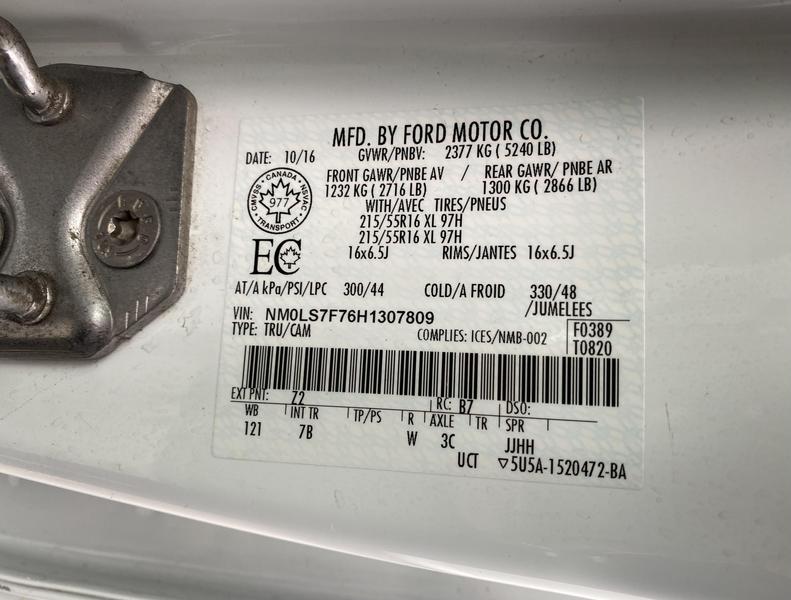 MFD. BY FORD MOTOR CO.
DATE: 10/16 GVWR/PNBV: 2377 KG ( 5240 LB)
FRONT GAWR/PNBE AV / REAR GAWR/ PNBE AR
1232 KG ( 2716 LB) 1300 KG ( 2866 LB)
WITH/AVEC TIRES/PNEUS
215/55R16 XL 97H
215/55R16 XL 97H
16x6.5J RIMS/JANTES 16x6.5J
CMVSS • CANADA • NSVAC • TRANSPORT •
977
EC
AT/A kPa/PSI/LPC 300/44 COLD/A FROID 330/48
/JUMELEES
VIN: NM0LS7F76H1307809
TYPE: TRU/CAM COMPLIES: ICES/NMB-002 F0389
T0820
EXT PNT: Z2 RC: B7 DSO:
WB INT TR TP/PS R AXLE TR SPR
121 7B W 3C JJHH
UCT ▽5U5A-1520472-BA